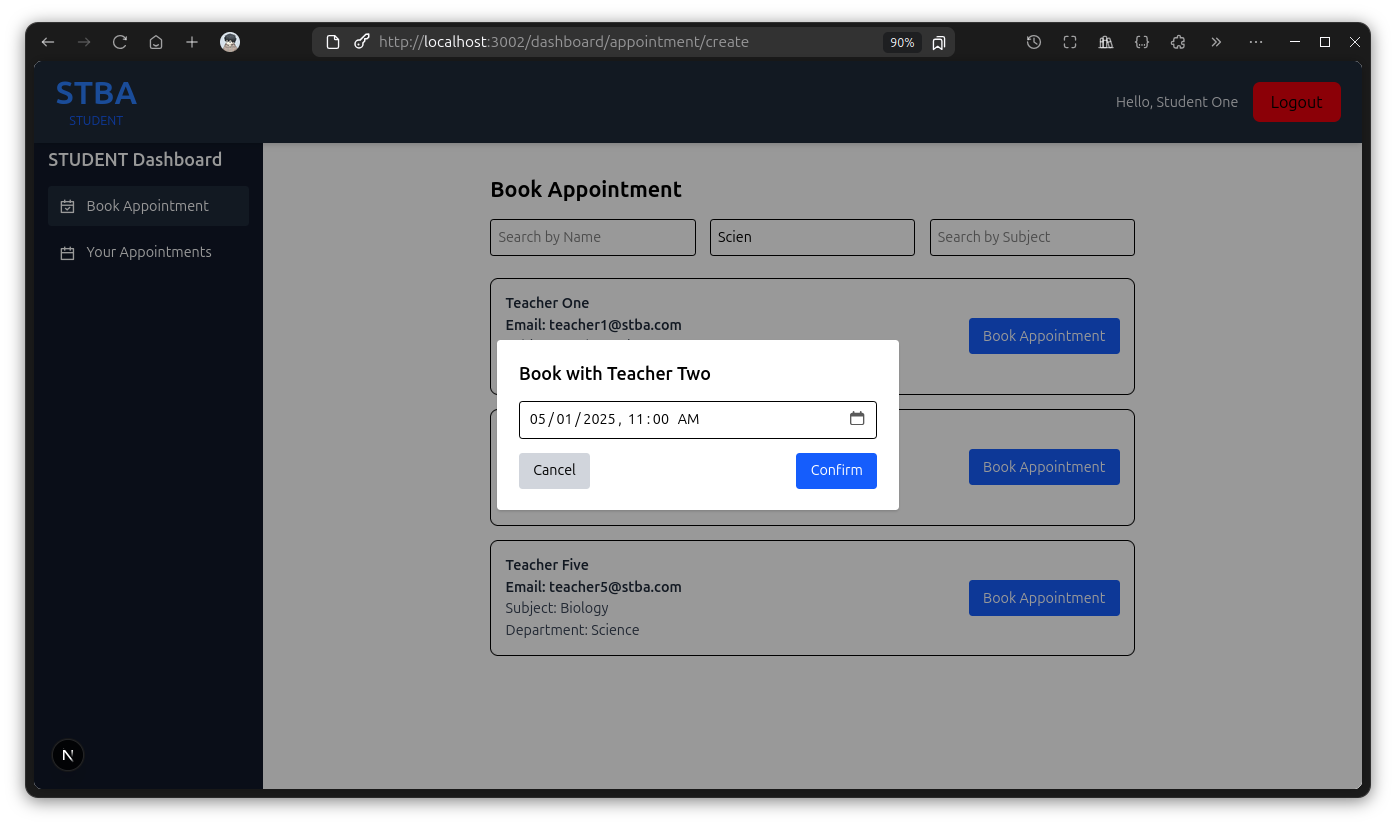 http://localhost:3002/dashboard/appointment/create 90%
STBA
STUDENT
Hello, Student One
Logout
STUDENT Dashboard
Book Appointment
Your Appointments
Book Appointment
Search by Name
Scien
Search by Subject
Teacher One
Email: teacher1@stba.com
Book Appointment
Book with Teacher Two
05/01/2025, 11:00 AM
Cancel
Confirm
Book Appointment
Teacher Five
Email: teacher5@stba.com
Subject: Biology
Department: Science
Book Appointment
N